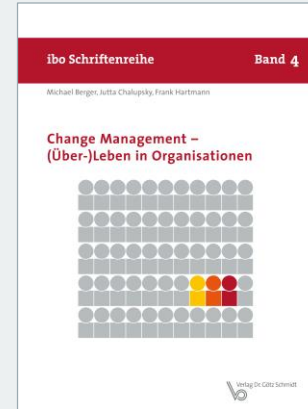 ibo Schriftenreihe Band 4
Michael Berger, Jutta Chalupsky, Frank Hartmann
Change Management –
(Über-)Leben in Organisationen
Verlag Dr. Götz Schmidt